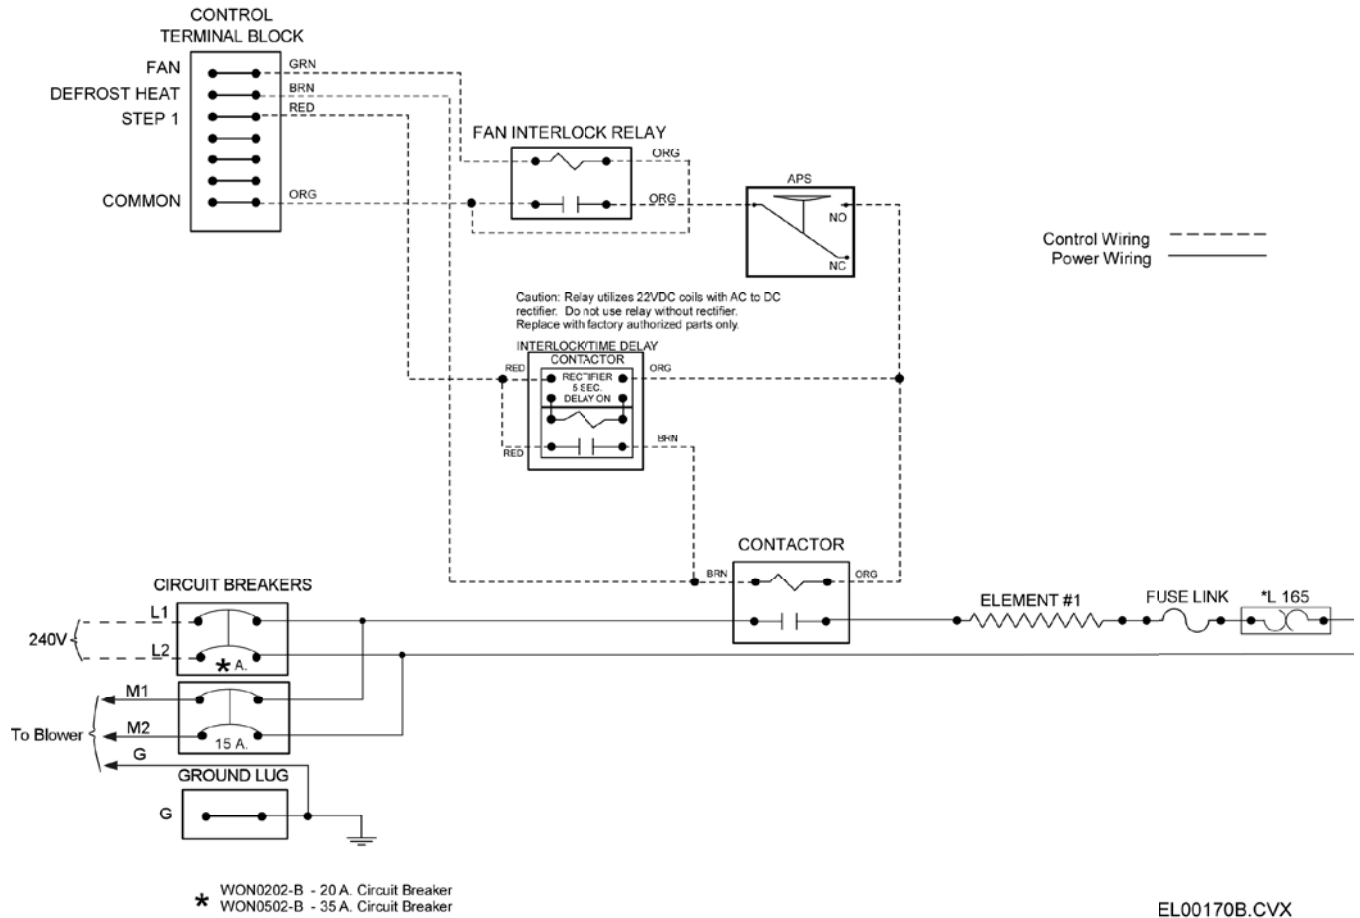 CONTROL
TERMINAL BLOCK
FAN
GRN
DEFROST HEAT
BRN
STEP 1
RED
COMMON
ORG
FAN INTERLOCK RELAY
ORG
ORG
APS
NO
NC
Control Wiring
Power Wiring
Caution: Relay utilizes 22VDC coils with AC to DC
rectifier. Do not use relay without rectifier.
Replace with factory authorized parts only.
INTERLOCK/TIME DELAY
CONTACTOR
RED
RECTIFIER
5 SEC.
DELAY ON
ORG
BRN
RED
CONTACTOR
BRN
ORG
CIRCUIT BREAKERS
L1
240V
L2
* A.
ELEMENT #1
FUSE LINK
*L 165
M1
To Blower
M2
15 A.
G
GROUND LUG
G
* WON0202-B - 20 A. Circuit Breaker
WON0502-B - 35 A. Circuit Breaker
EL00170B.CVX